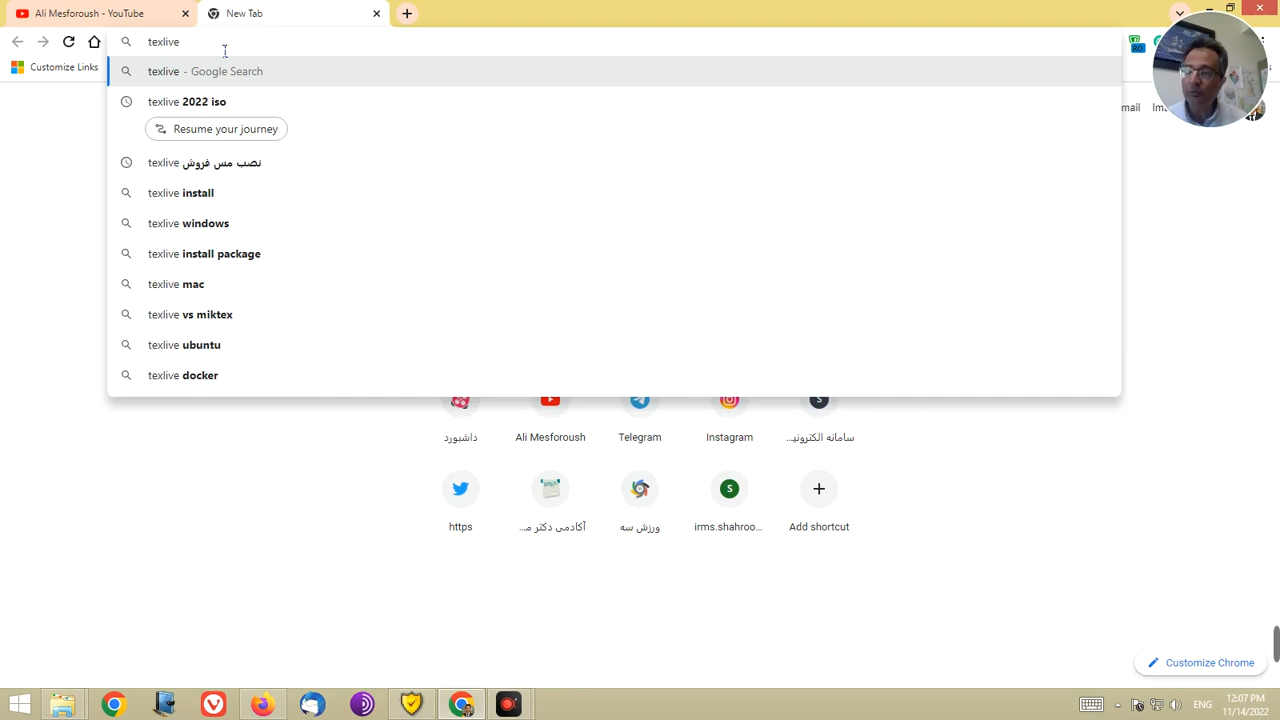 Ali Mesforoush - YouTube
New Tab
texlive
Customize Links
texlive - Google Search
texlive 2022 iso
Resume your journey
texlive نصب مس فروش
texlive install
texlive windows
texlive install package
texlive mac
texlive vs miktex
texlive ubuntu
texlive docker
داشبورد
Ali Mesforoush
Telegram
Instagram
سامانه الکترونی...
https
آکادمی دکتر م...
ورزش سه
irms.shahroo...
Add shortcut
Customize Chrome
ENG
12:07 PM
11/14/2022